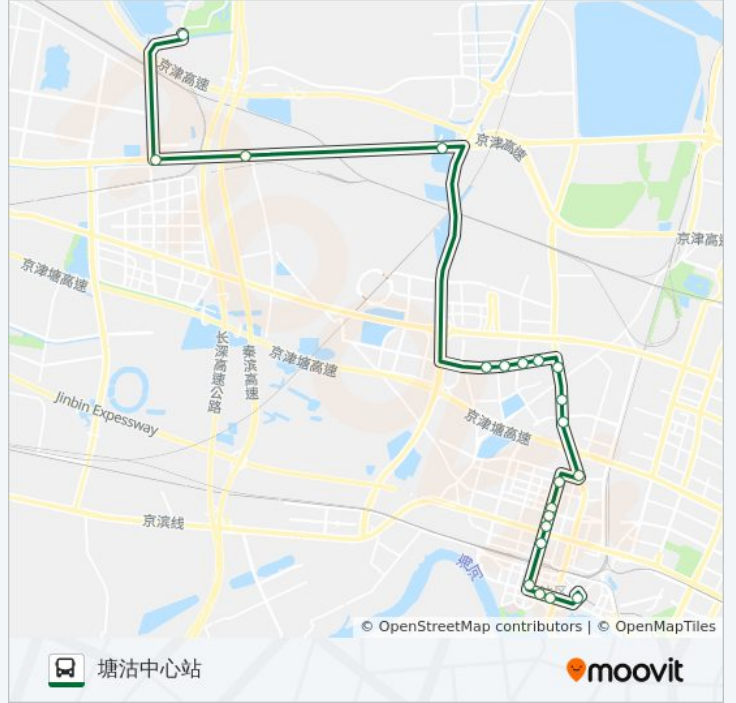 京津高速
京津高速
京津高速
京津塘高速
长深高速公路
秦滨高速
京津塘高速
Jinbin Expessway
京津塘高速
京滨线
© OpenStreetMap contributors | © OpenMapTiles
塘沽中心站
moovit